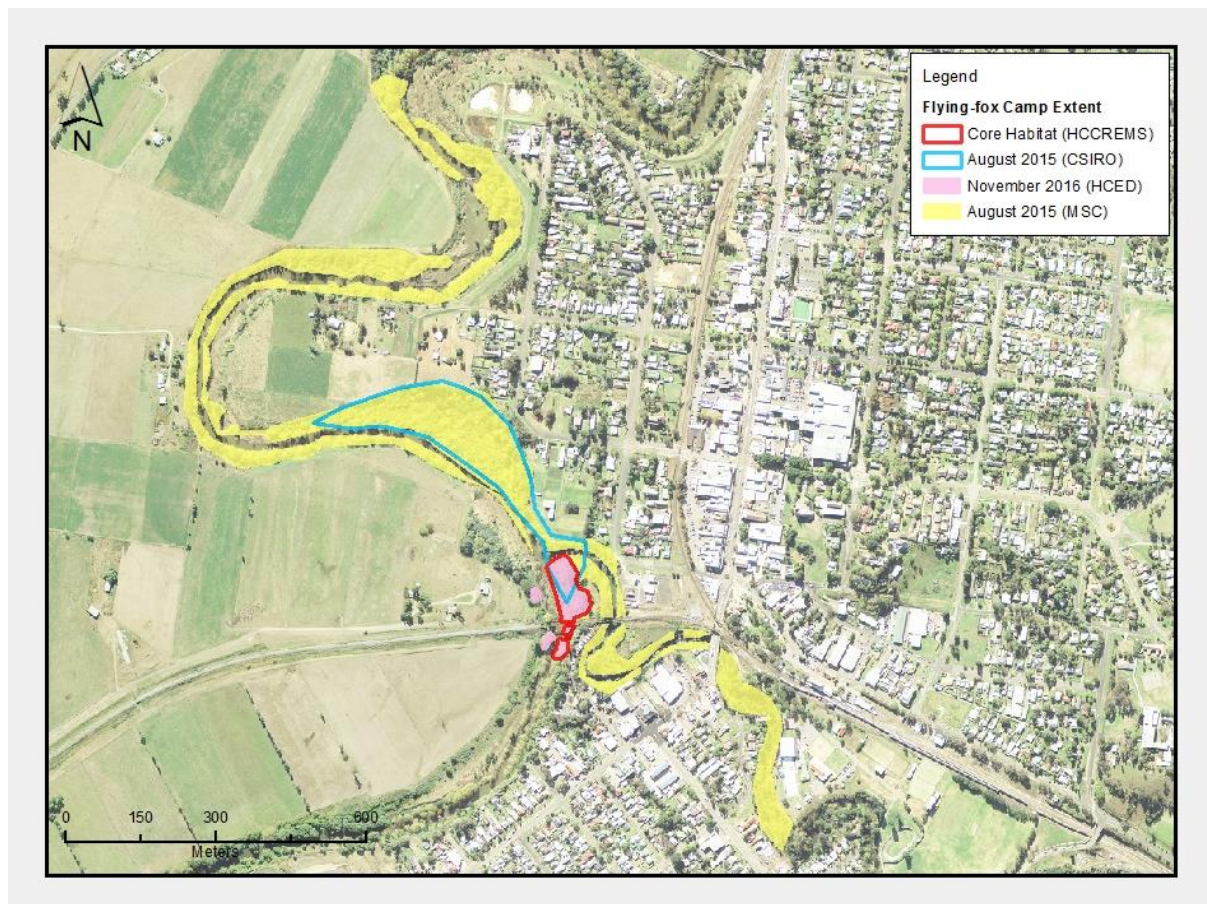 Legend
Flying-fox Camp Extent
Core Habitat (HCCREMS)
August 2015 (CSIRO)
November 2016 (HCED)
August 2015 (MSC)
N
0 150 300 600
Meters